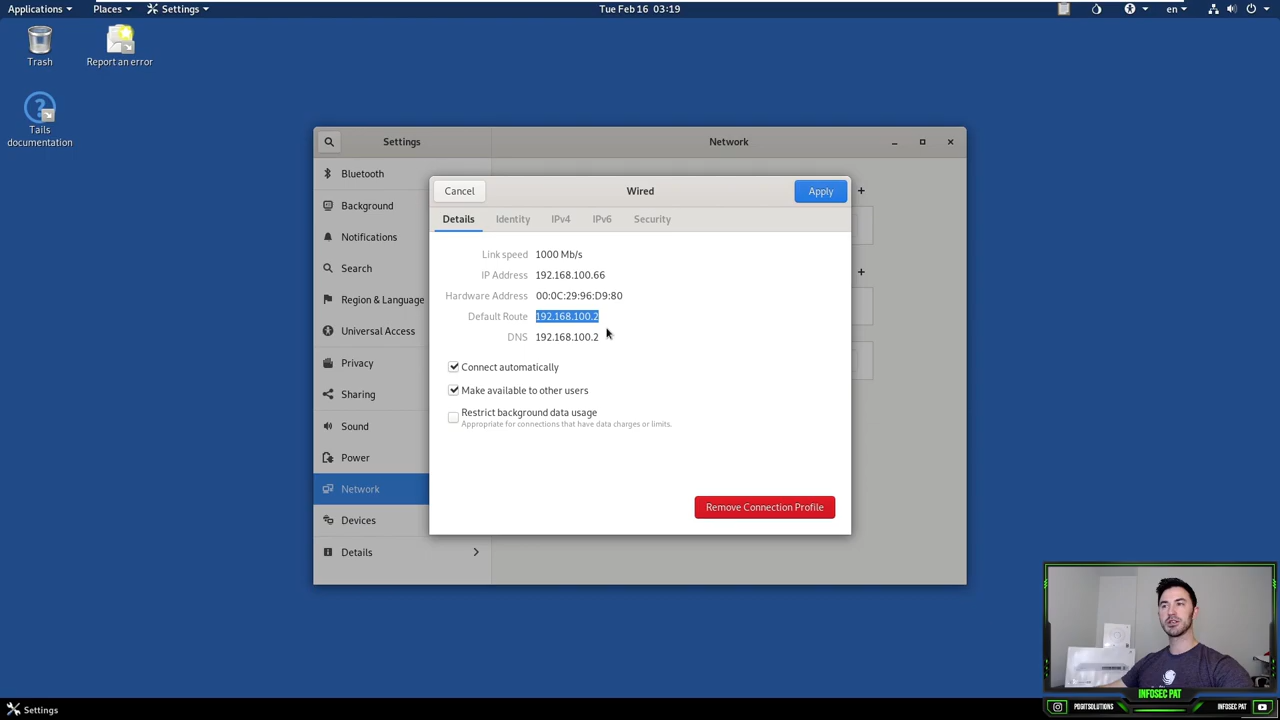 Applications Places Settings Tue Feb 16 03:19 en
Trash
Report an error
Tails
documentation
Settings Network
Bluetooth
Background
Notifications
Search
Region & Language
Universal Access
Privacy
Sharing
Sound
Power
Network
Devices
Details
Cancel Wired Apply
Details Identity IPv4 IPv6 Security
Link speed 1000 Mb/s
IP Address 192.168.100.66
Hardware Address 00:0C:29:96:D9:80
Default Route 192.168.100.2
DNS 192.168.100.2
Connect automatically
Make available to other users
Restrict background data usage
Appropriate for connections that have data charges or limits.
Remove Connection Profile
INFOSEC PAT
PDGITSOLUTIONS INFOSEC PAT
Settings